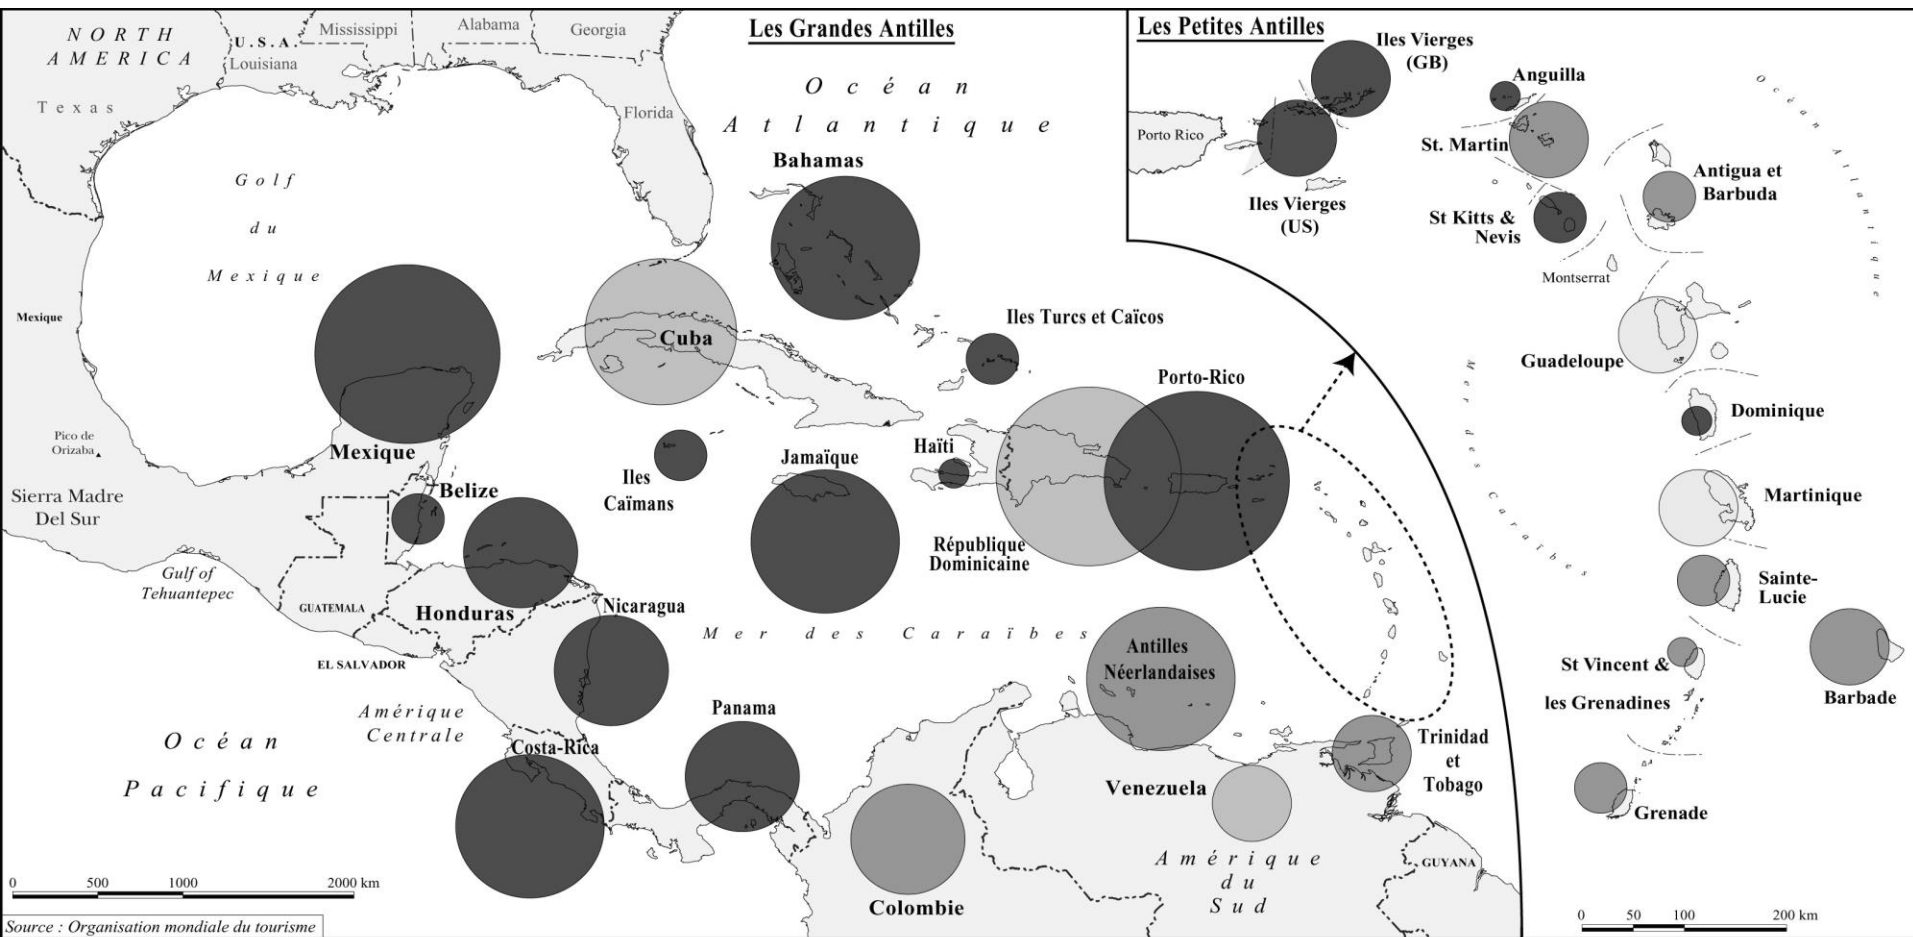 NORTH
AMERICA
U.S.A.
Mississippi
Alabama
Georgia
Louisiana
Texas
Florida
Les Grandes Antilles
Océan
Atlantique
Bahamas
Golf
du
Mexique
Mexique
Cuba
Iles Turcs et Caïcos
Porto-Rico
Pico de
Orizaba
Mexique
Sierra Madre
Del Sur
Belize
Iles
Caïmans
Jamaïque
Haïti
République
Dominicaine
Gulf of
Tehuantepec
GUATEMALA
Honduras
EL SALVADOR
Nicaragua
Mer des Caraïbes
Antilles
Néerlandaises
Amérique
Centrale
Costa-Rica
Panama
Océan
Pacifique
Colombie
Venezuela
Trinidad
et
Tobago
Amérique
du
Sud
GUYANA
0 500 1000 2000 km
Source : Organisation mondiale du tourisme
Les Petites Antilles
Iles Vierges
(GB)
Anguilla
Océan Atlantique
Porto Rico
St. Martin
Iles Vierges
(US)
Antigua et
Barbuda
St Kitts &
Nevis
Montserrat
Guadeloupe
Mer des Caraïbes
Dominique
Martinique
Sainte-
Lucie
St Vincent &
les Grenadines
Barbade
Grenade
0 50 100 200 km